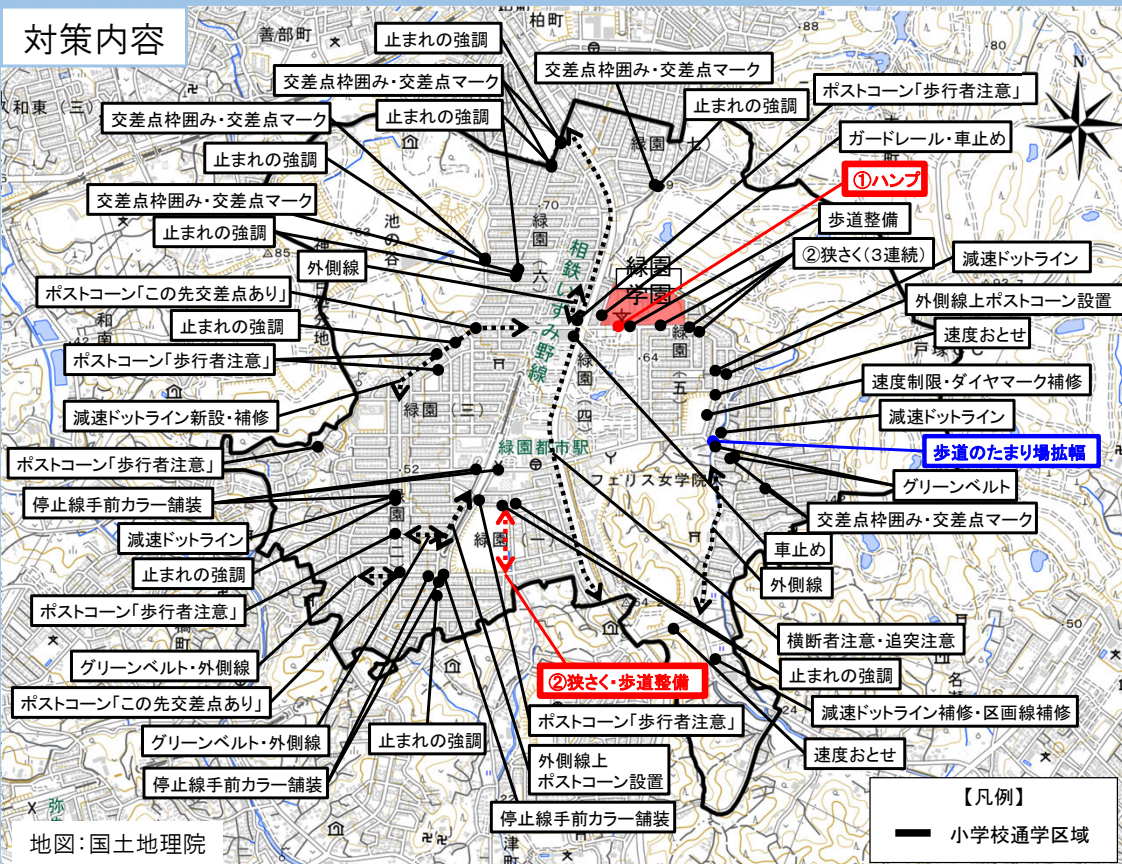 対策内容
善部町
柏町
88
80
N
止まれの強調
交差点枠囲み・交差点マーク
交差点枠囲み・交差点マーク
止まれの強調
止まれの強調
ポストコーン「歩行者注意」
交差点枠囲み・交差点マーク
ガードレール・車止め
緑園(七)
止まれの強調
①ハンプ
交差点枠囲み・交差点マーク
70
歩道整備
止まれの強調
池の谷
緑園(六)
相鉄いずみ野線
緑園
学園
②狭さく(3連続)
減速ドットライン
外側線
85
ポストコーン「この先交差点あり」
外側線上ポストコーン設置
止まれの強調
速度おとせ
和南
42
ポストコーン「歩行者注意」
緑園(四)
64
緑園(五)
速度制限・ダイヤマーク補修
減速ドットライン新設・補修
緑園(三)
減速ドットライン
緑園都市駅
歩道のたまり場拡幅
ポストコーン「歩行者注意」
52
フェリス女学院大
グリーンベルト
停止線手前カラー舗装
交差点枠囲み・交差点マーク
減速ドットライン
緑園(一)
緑園二
車止め
止まれの強調
外側線
ポストコーン「歩行者注意」
50
横断者注意・追突注意
グリーンベルト・外側線
止まれの強調
②狭さく・歩道整備
ポストコーン「この先交差点あり」
ポストコーン「歩行者注意」
減速ドットライン補修・区画線補修
24
グリーンベルト・外側線
止まれの強調
速度おとせ
外側線上
ポストコーン設置
停止線手前カラー舗装
停止線手前カラー舗装
【凡例】
小学校通学区域
地図:国土地理院